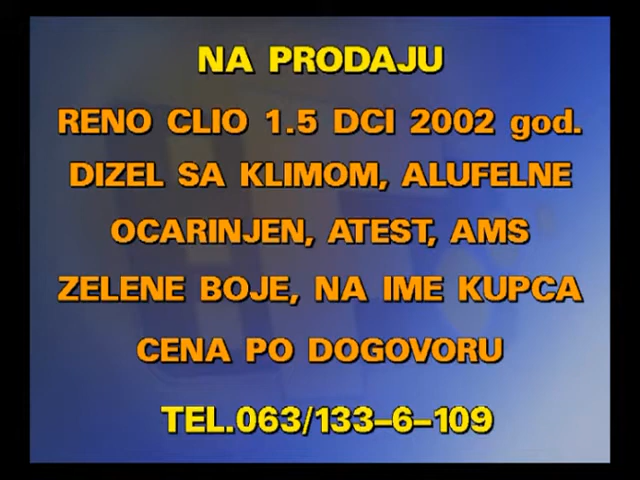 NA PRODAJU
RENO CLIO 1.5 DCI 2002 god.
DIZEL SA KLIMOM, ALUFELNE
OCARINJEN, ATEST, AMS
ZELENE BOJE, NA IME KUPCA
CENA PO DOGOVORU
TEL.063/133-6-109